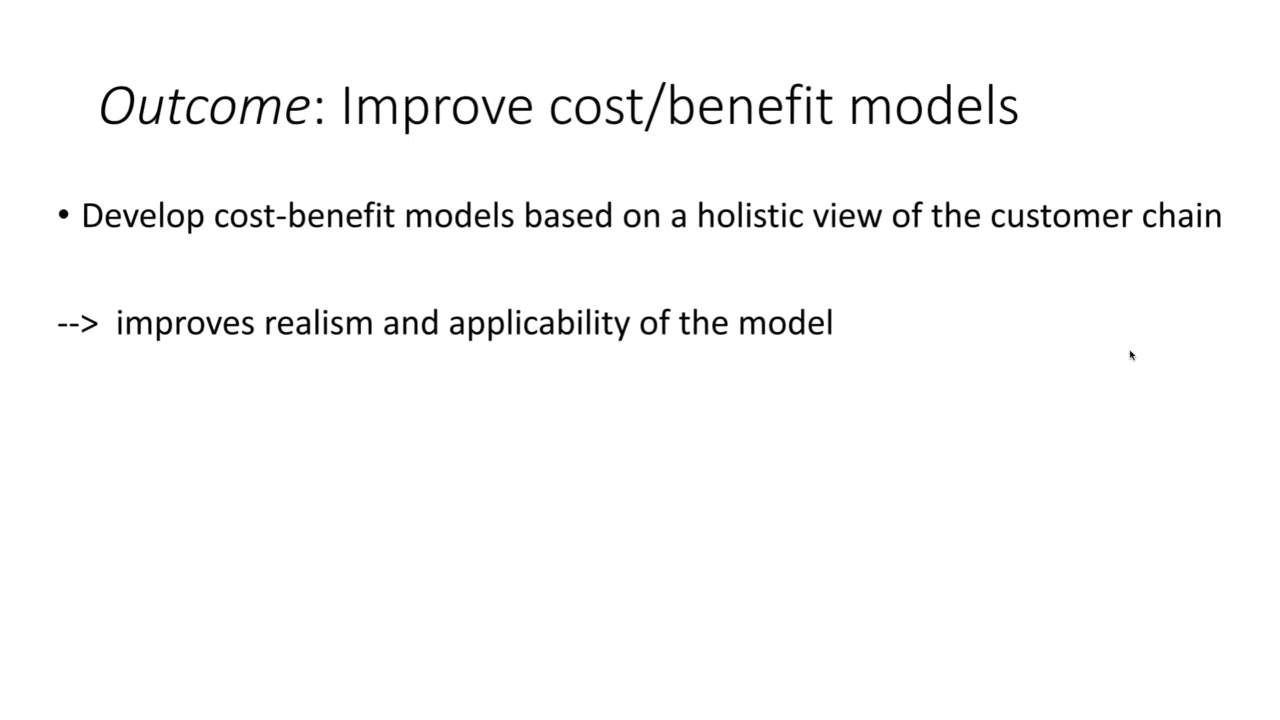 Outcome: Improve cost/benefit models
• Develop cost-benefit models based on a holistic view of the customer chain
--> improves realism and applicability of the model